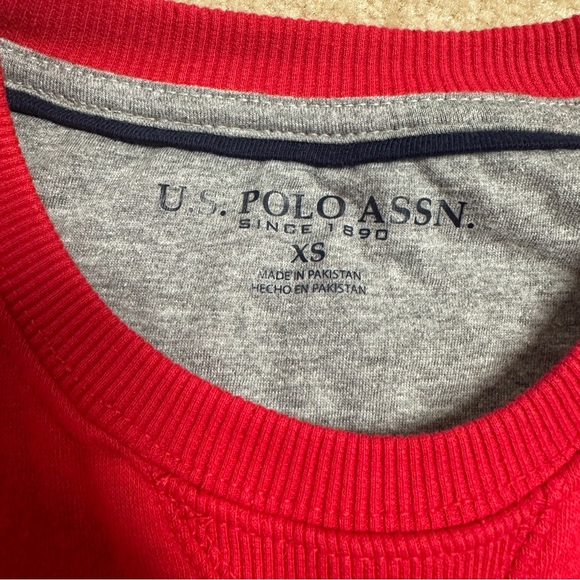 U.S. POLO ASSN.
SINCE 1890
XS
MADE IN PAKISTAN
HECHO EN PAKISTAN